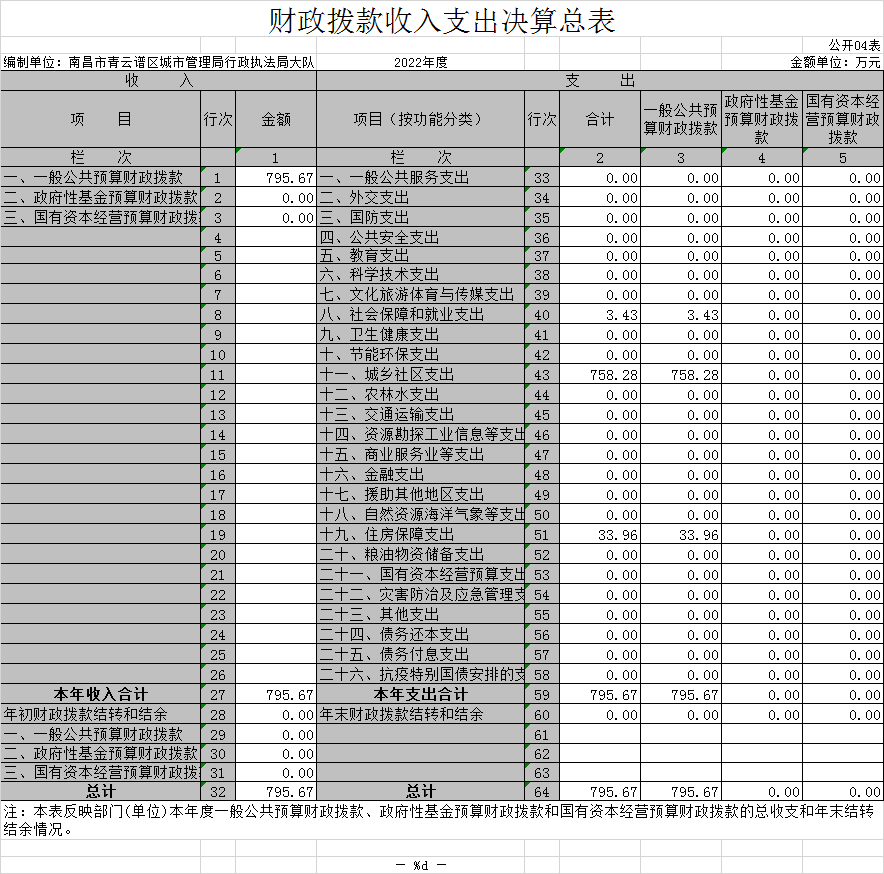 财政拨款收入支出决算总表
公开04表
编制单位：南昌市青云谱区城市管理局行政执法局大队 2022年度 金额单位：万元
收 入 支 出
项 目 行次 金额 项目（按功能分类） 行次 合计 一般公共预算财政拨款 政府性基金预算财政拨款 国有资本经营预算财政拨款
栏 次 1 栏 次 2 3 4 5
一、一般公共预算财政拨款 1 795.67 一、一般公共服务支出 33 0.00 0.00 0.00 0.00
二、政府性基金预算财政拨款 2 0.00 二、外交支出 34 0.00 0.00 0.00 0.00
三、国有资本经营预算财政拨 3 0.00 三、国防支出 35 0.00 0.00 0.00 0.00
4 四、公共安全支出 36 0.00 0.00 0.00 0.00
5 五、教育支出 37 0.00 0.00 0.00 0.00
6 六、科学技术支出 38 0.00 0.00 0.00 0.00
7 七、文化旅游体育与传媒支出 39 0.00 0.00 0.00 0.00
8 八、社会保障和就业支出 40 3.43 3.43 0.00 0.00
9 九、卫生健康支出 41 0.00 0.00 0.00 0.00
10 十、节能环保支出 42 0.00 0.00 0.00 0.00
11 十一、城乡社区支出 43 758.28 758.28 0.00 0.00
12 十二、农林水支出 44 0.00 0.00 0.00 0.00
13 十三、交通运输支出 45 0.00 0.00 0.00 0.00
14 十四、资源勘探工业信息等支出 46 0.00 0.00 0.00 0.00
15 十五、商业服务业等支出 47 0.00 0.00 0.00 0.00
16 十六、金融支出 48 0.00 0.00 0.00 0.00
17 十七、援助其他地区支出 49 0.00 0.00 0.00 0.00
18 十八、自然资源海洋气象等支出 50 0.00 0.00 0.00 0.00
19 十九、住房保障支出 51 33.96 33.96 0.00 0.00
20 二十、粮油物资储备支出 52 0.00 0.00 0.00 0.00
21 二十一、国有资本经营预算支出 53 0.00 0.00 0.00 0.00
22 二十二、灾害防治及应急管理支 54 0.00 0.00 0.00 0.00
23 二十三、其他支出 55 0.00 0.00 0.00 0.00
24 二十四、债务还本支出 56 0.00 0.00 0.00 0.00
25 二十五、债务付息支出 57 0.00 0.00 0.00 0.00
26 二十六、抗疫特别国债安排的支 58 0.00 0.00 0.00 0.00
本年收入合计 27 795.67 本年支出合计 59 795.67 795.67 0.00 0.00
年初财政拨款结转和结余 28 0.00 年末财政拨款结转和结余 60 0.00 0.00 0.00 0.00
一、一般公共预算财政拨款 29 0.00 61
二、政府性基金预算财政拨款 30 0.00 62
三、国有资本经营预算财政拨 31 0.00 63
总计 32 795.67 总计 64 795.67 795.67 0.00 0.00
注：本表反映部门(单位)本年度一般公共预算财政拨款、政府性基金预算财政拨款和国有资本经营预算财政拨款的总收支和年末结转
结余情况。
— %d —